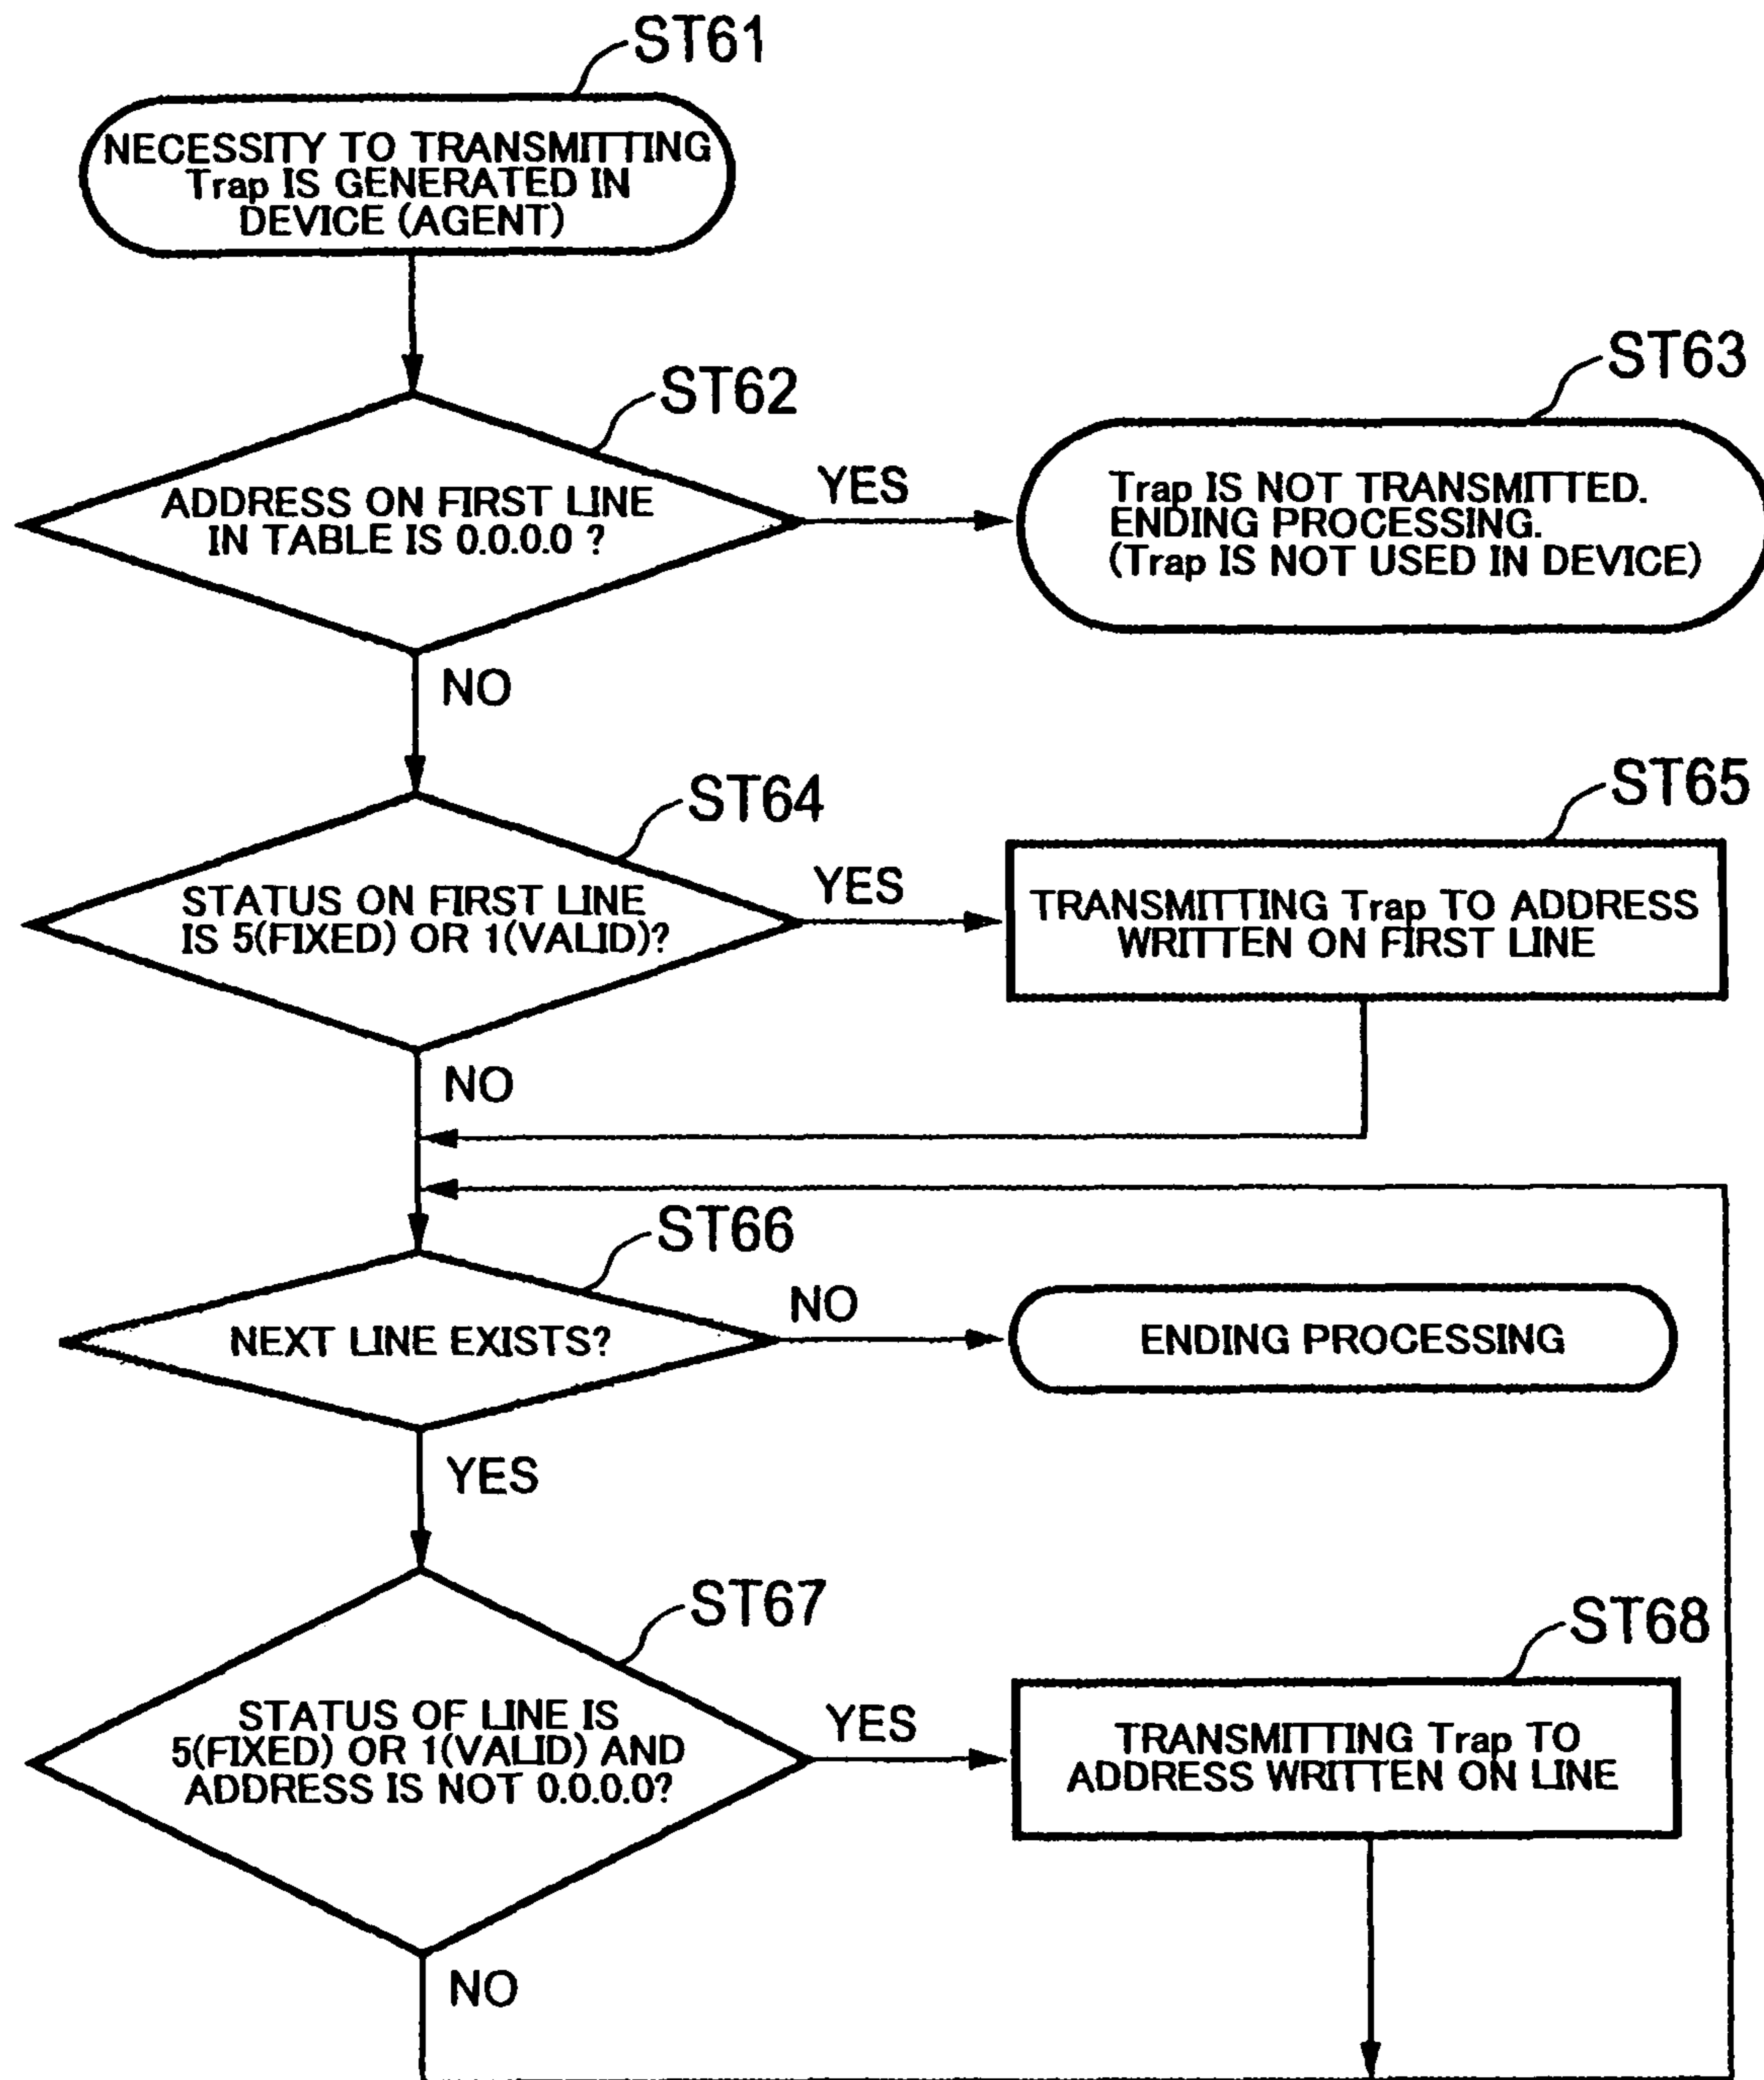 ST61
NECESSITY TO TRANSMITTING
Trap IS GENERATED IN
DEVICE (AGENT)
ST62
ADDRESS ON FIRST LINE
IN TABLE IS 0.0.0.0 ?
YES
ST63
Trap IS NOT TRANSMITTED.
ENDING PROCESSING.
(Trap IS NOT USED IN DEVICE)
NO
ST64
STATUS ON FIRST LINE
IS 5(FIXED) OR 1(VALID)?
YES
ST65
TRANSMITTING Trap TO ADDRESS
WRITTEN ON FIRST LINE
NO
ST66
NEXT LINE EXISTS?
NO
ENDING PROCESSING
YES
ST67
STATUS OF LINE IS
5(FIXED) OR 1(VALID) AND
ADDRESS IS NOT 0.0.0.0?
YES
ST68
TRANSMITTING Trap TO
ADDRESS WRITTEN ON LINE
NO